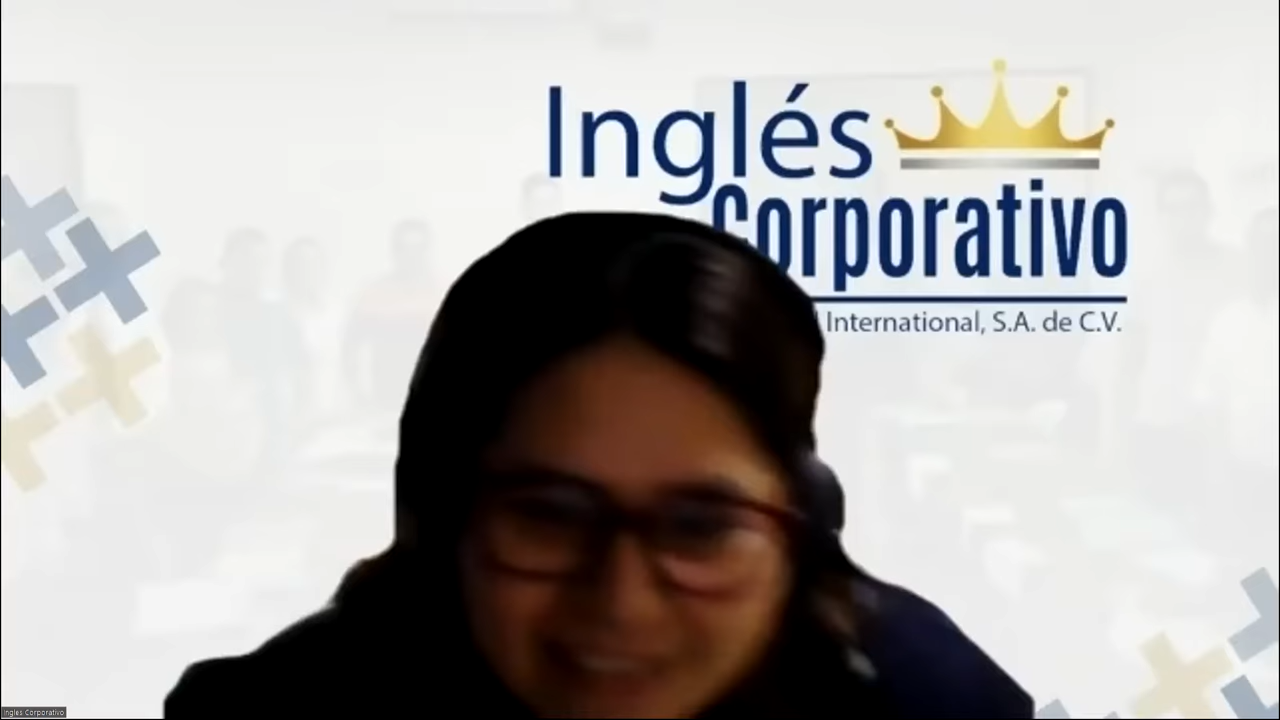 Inglés
Corporativo
International, S.A. de C.V.
Ingles Corporativo